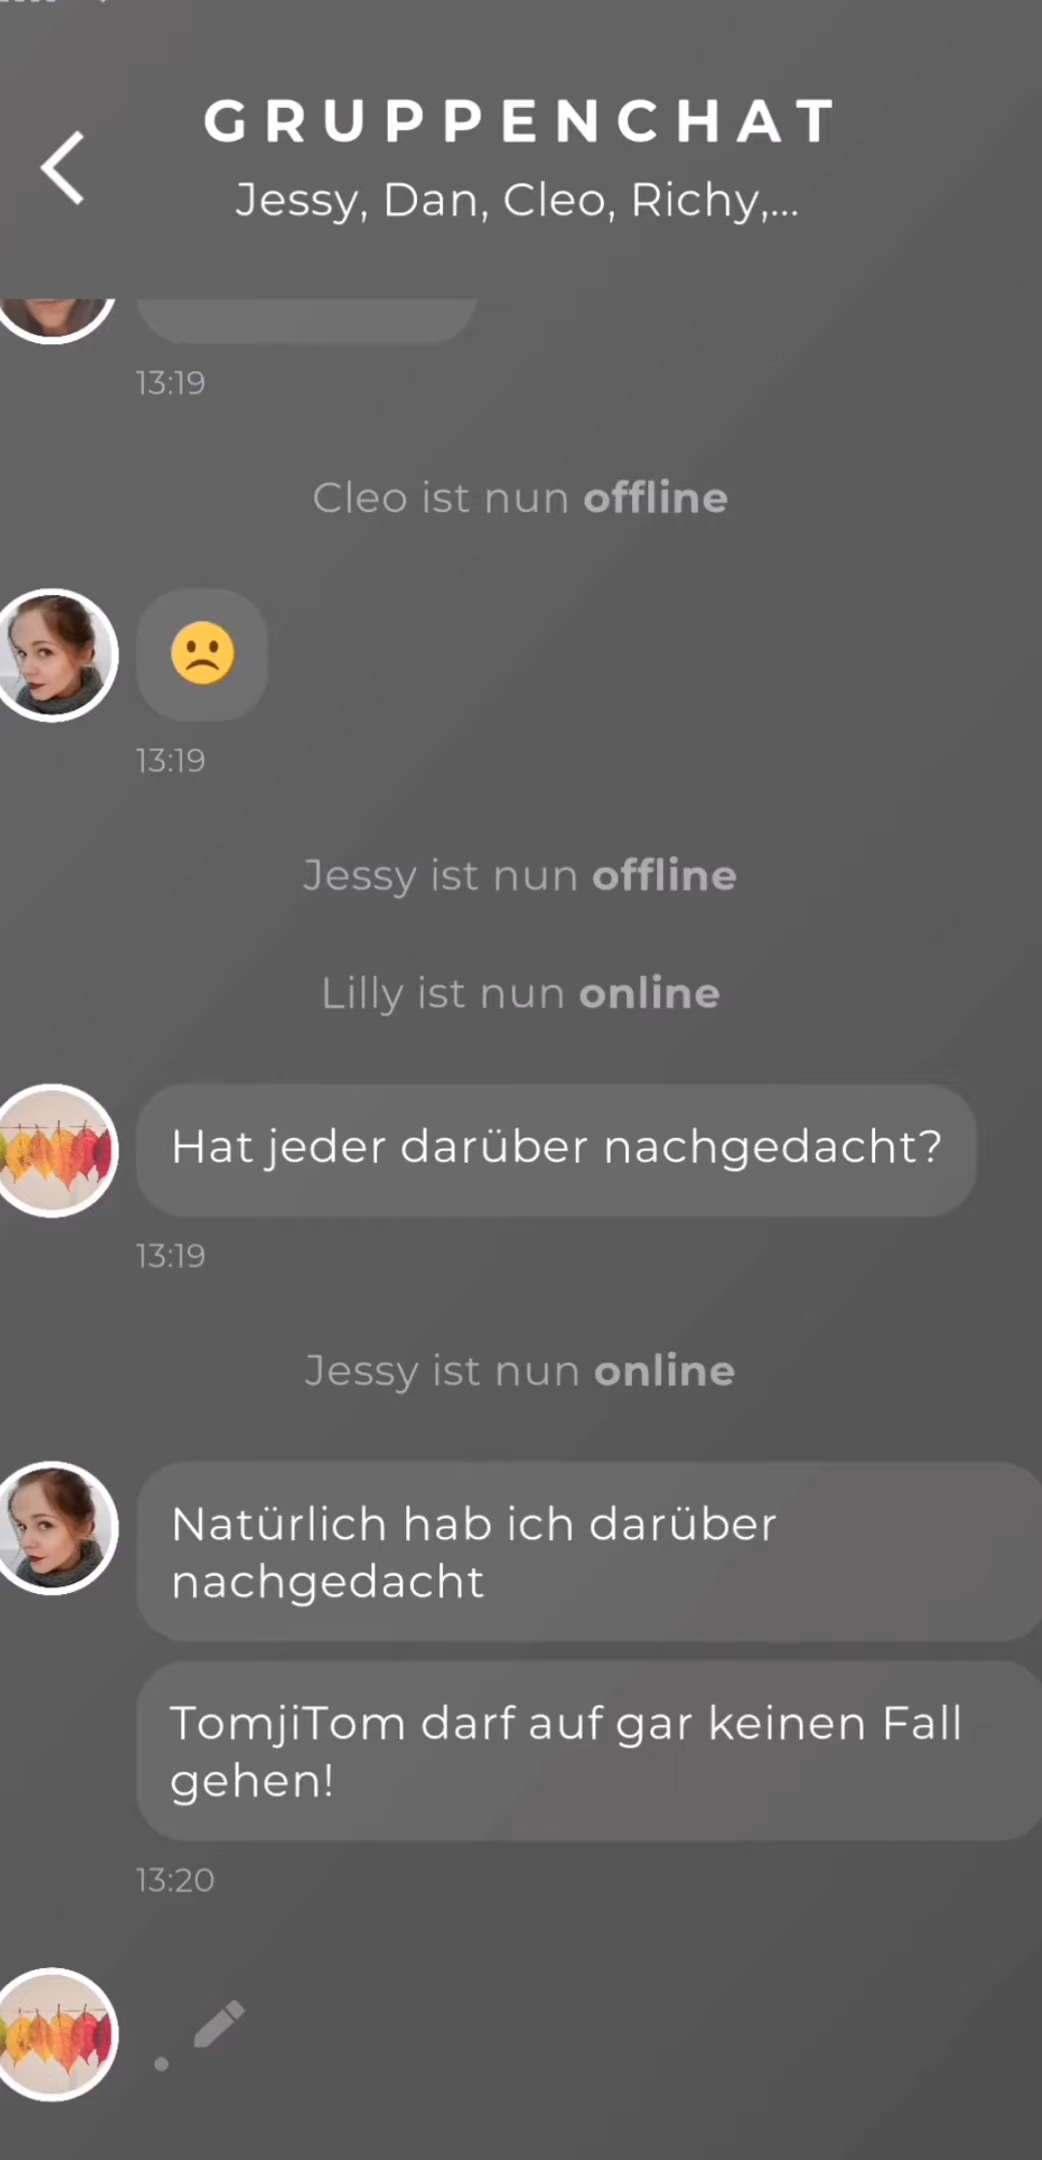 GRUPPENCHAT
Jessy, Dan, Cleo, Richy,...
13:19
Cleo ist nun offline
13:19
Jessy ist nun offline
Lilly ist nun online
Hat jeder darüber nachgedacht?
13:19
Jessy ist nun online
Natürlich hab ich darüber
nachgedacht
TomjiTom darf auf gar keinen Fall
gehen!
13:20